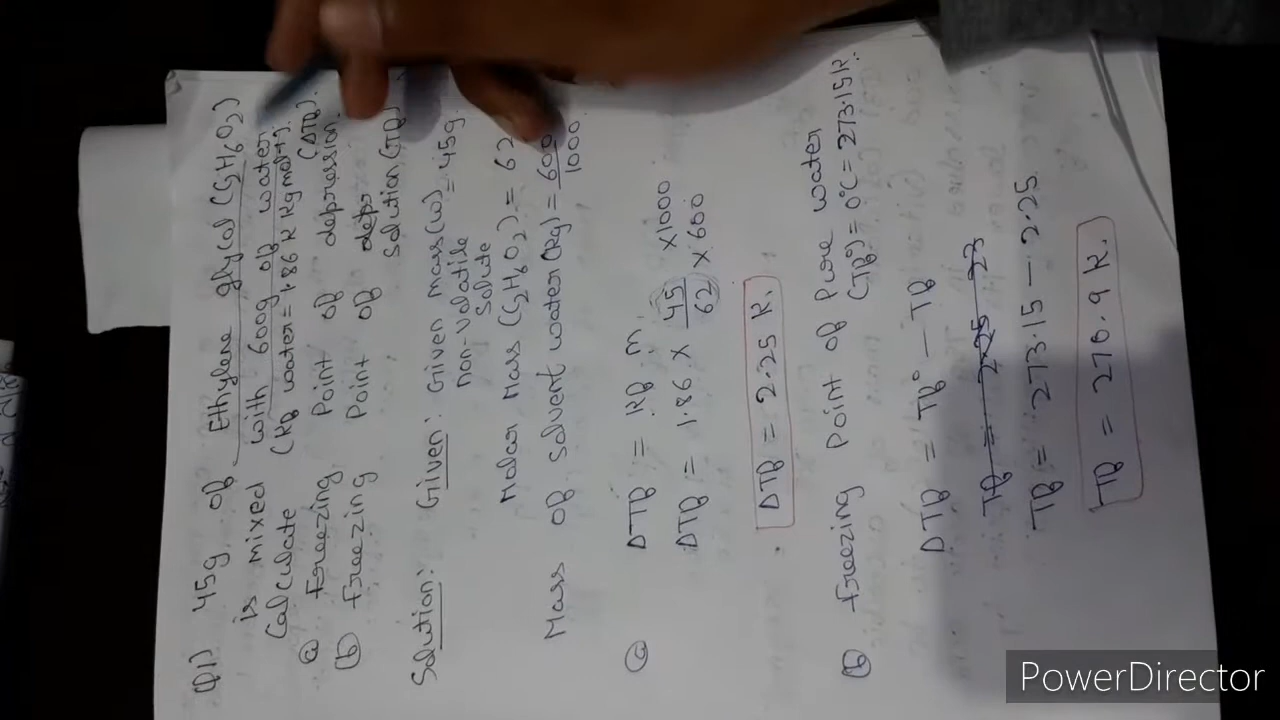 Q1) 45g of Ethylene glycol (C2H6O2)
is mixed with 600g of water
Calculate (Kf water = 1.86 K Kg mol-1).
(a) freezing point of depression (ΔTf).
(b) freezing point of solution (Tf)
Solution: Given: Given mass (w) = 45g
non-volatile
solute
Molar Mass (C2H6O2) = 62
Mass of solvent water (kg) = 600/1000
(a) ΔTf = Kf . m
ΔTf = 1.86 × 45 × 1000 / 62 × 600
ΔTf = 2.25 K.
(b) freezing point of Pure water
(Tf°) = 0°C = 273.15 K.
ΔTf = Tf° - Tf
Tf = 273.15 - 2.25
Tf = 270.9 K.
PowerDirector